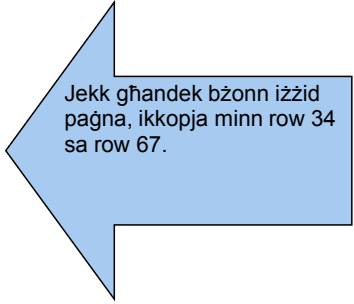 Jekk għandek bżonn iżżid
paġna, ikkopja minn row 34
sa row 67.